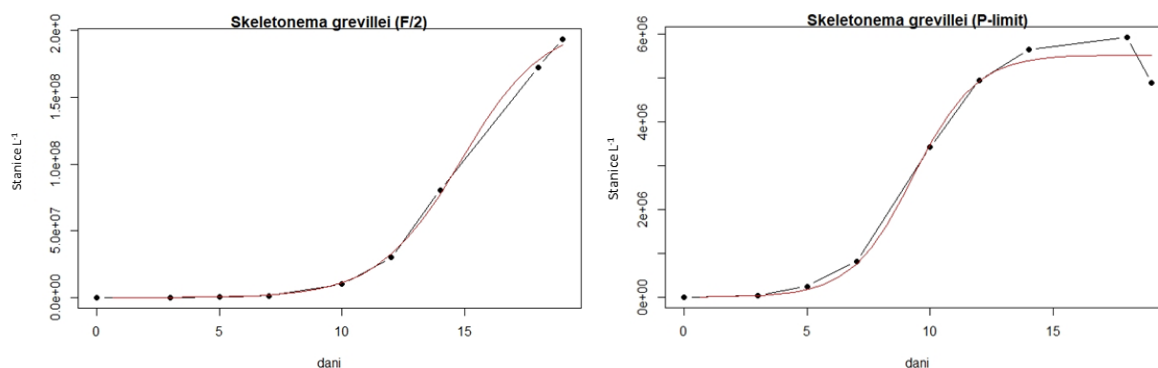 Skeletonema grevillei (F/2)
Stanice L-1
0.0e+00
5.0e+07
1.0e+08
1.5e+08
2.0e+0
0
5
10
15
dani
Skeletonema grevillei (P-limit)
Stanice L-1
0e+00
2e+06
4e+06
6e+06
0
5
10
15
dani